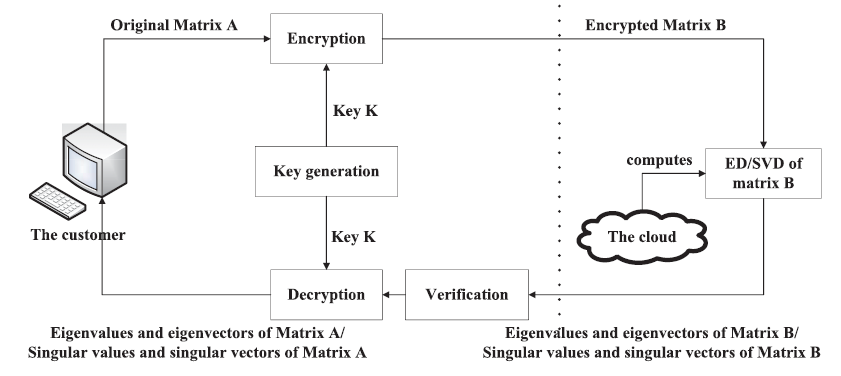 Original Matrix A
Encryption
Encrypted Matrix B
Key K
computes
ED/SVD of
matrix B
Key generation
The customer
Key K
The cloud
Decryption
Verification
Eigenvalues and eigenvectors of Matrix A/
Singular values and singular vectors of Matrix A
Eigenvalues and eigenvectors of Matrix B/
Singular values and singular vectors of Matrix B